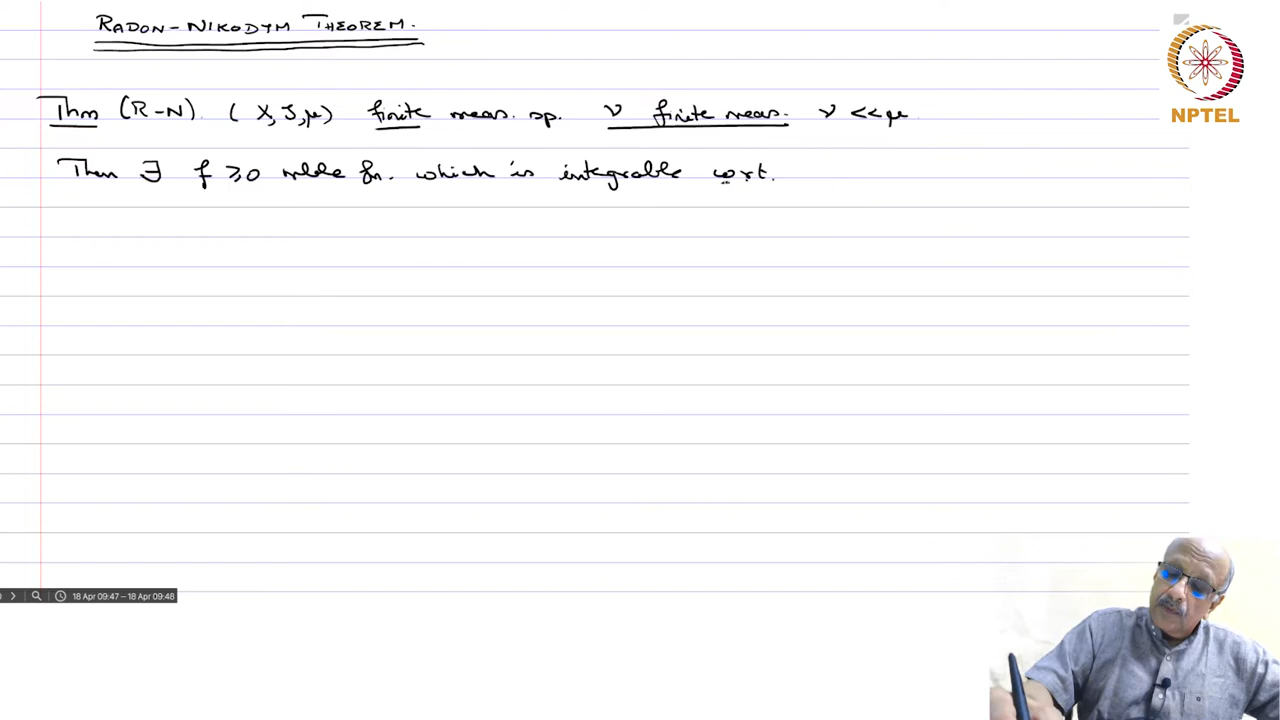 RADON-NIKODYM THEOREM.
NPTEL
Thm (R-N). (X, S, μ) finite meas. sp. ν finite meas. ν << μ
Then ∃ f ≥ 0 mble fn. which is integrable w.r.t.
18 Apr 09:47 – 18 Apr 09:48